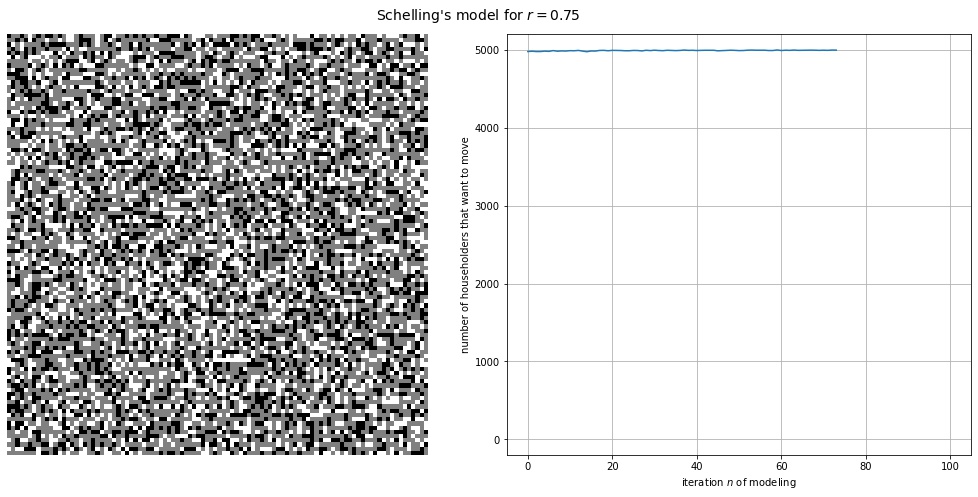 Schelling's model for r = 0.75
number of householders that want to move
5000
4000
3000
2000
1000
0
0 20 40 60 80 100
iteration n of modeling